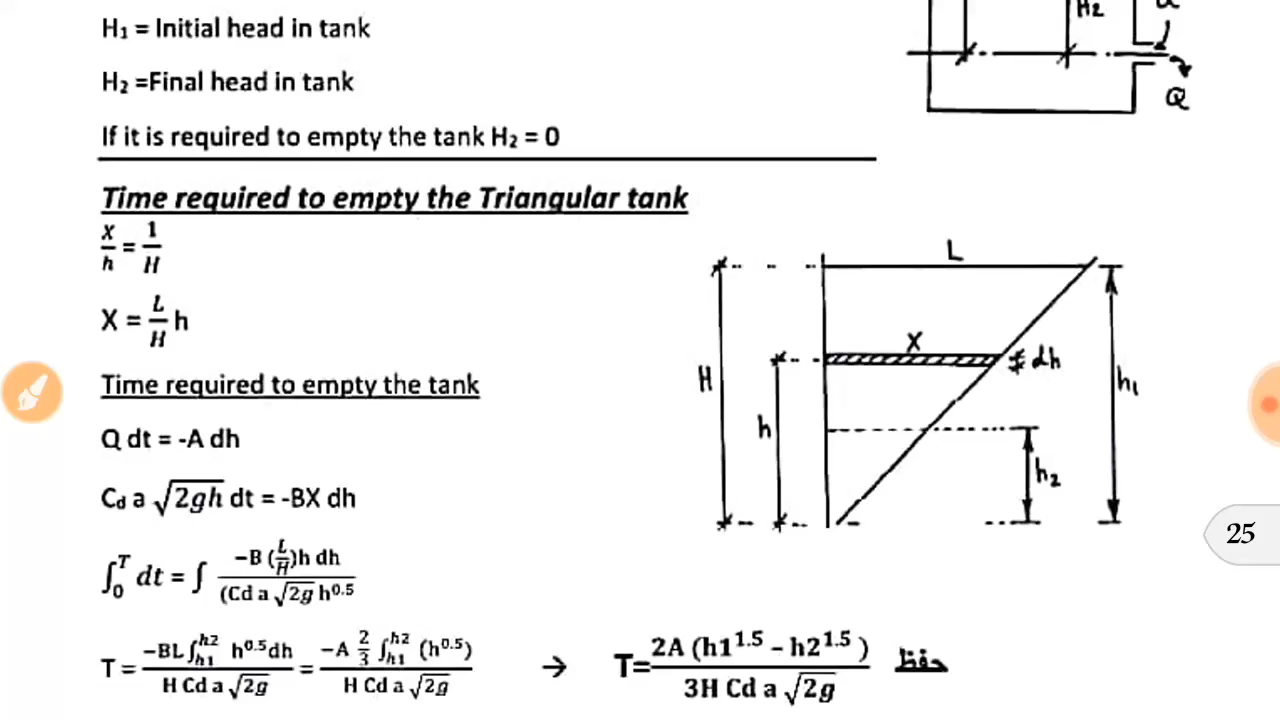 H₁ = Initial head in tank
H₂ =Final head in tank
If it is required to empty the tank H₂ = 0
H₂
Q
Time required to empty the Triangular tank
X/h = 1/H
X = L/H h
Time required to empty the tank
Q dt = -A dh
Cd a √2gh dt = -BX dh
∫₀ᵀ dt = ∫ −B (L/H)h dh / (Cd a √2g h^0.5
T = −BL ∫h1^h2 h^0.5 dh / H Cd a √2g = −A 2/3 ∫h1^h2 (h^0.5) / H Cd a √2g → T= 2A (h1^1.5 − h2^1.5 ) / 3H Cd a √2g حفظ
L
X
dh
H
h
h₁
h₂
25